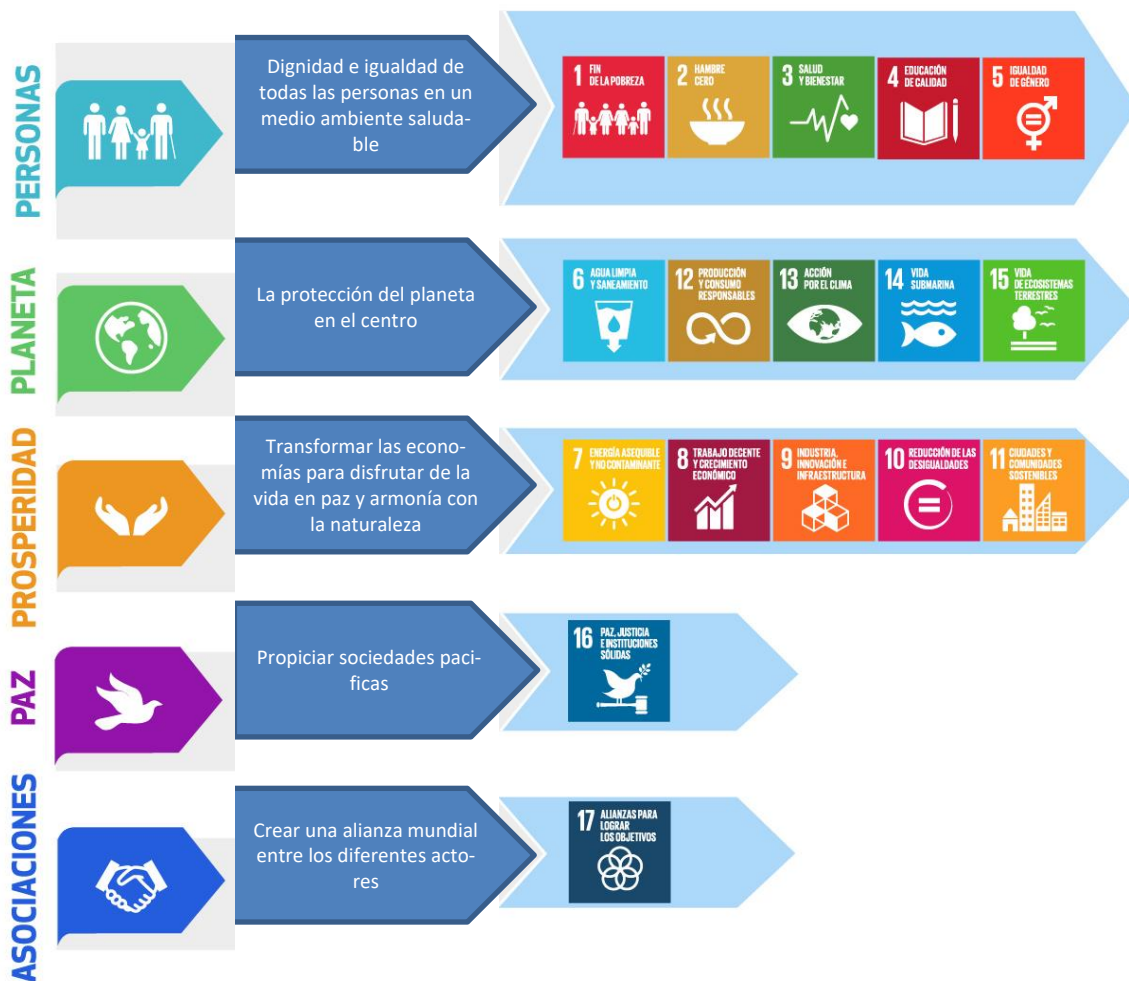 PERSONAS
Dignidad e igualdad de
todas las personas en un
medio ambiente saluda-
ble
1 FIN
DE LA POBREZA
2 HAMBRE
CERO
3 SALUD
Y BIENESTAR
4 EDUCACIÓN
DE CALIDAD
5 IGUALDAD
DE GÉNERO
PLANETA
La protección del planeta
en el centro
6 AGUA LIMPIA
Y SANEAMIENTO
12 PRODUCCIÓN
Y CONSUMO
RESPONSABLES
13 ACCIÓN
POR EL CLIMA
14 VIDA
SUBMARINA
15 VIDA
DE ECOSISTEMAS
TERRESTRES
PROSPERIDAD
Transformar las econo-
mías para disfrutar de la
vida en paz y armonía con
la naturaleza
7 ENERGÍA ASEQUIBLE
Y NO CONTAMINANTE
8 TRABAJO DECENTE
Y CRECIMIENTO
ECONÓMICO
9 INDUSTRIA,
INNOVACIÓN E
INFRAESTRUCTURA
10 REDUCCIÓN DE LAS
DESIGUALDADES
11 CIUDADES Y
COMUNIDADES
SOSTENIBLES
PAZ
Propiciar sociedades paci-
ficas
16 PAZ, JUSTICIA
E INSTITUCIONES
SÓLIDAS
ASOCIACIONES
Crear una alianza mundial
entre los diferentes acto-
res
17 ALIANZAS PARA
LOGRAR
LOS OBJETIVOS